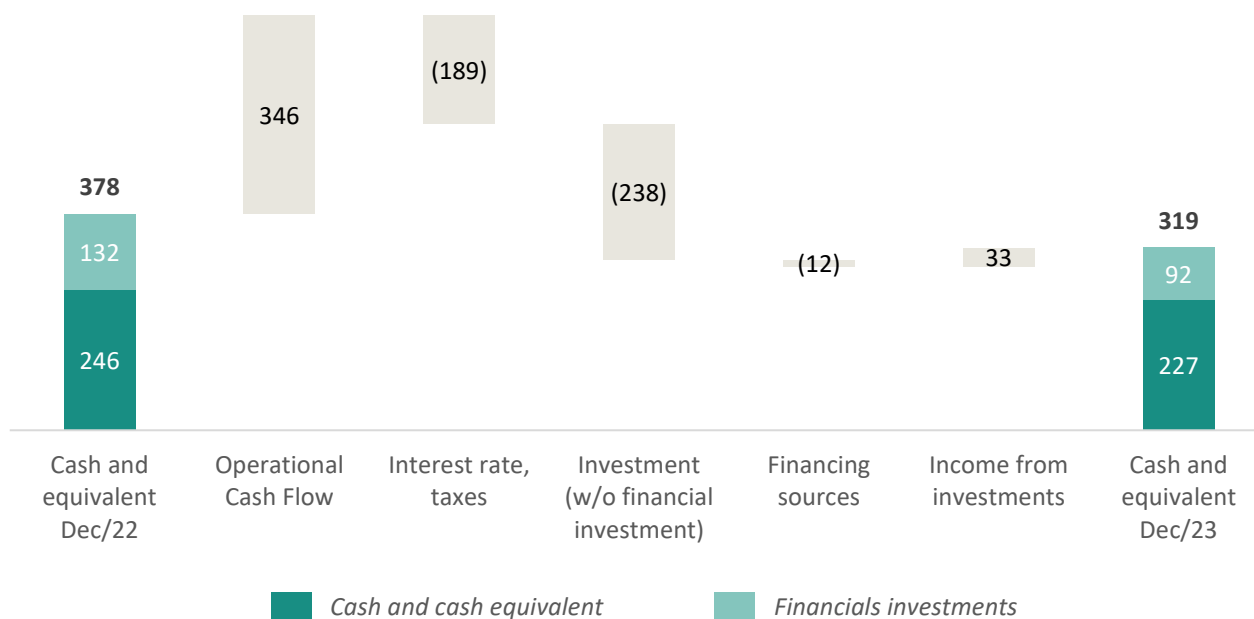 346
(189)
378
132
246
(238)
(12)
33
319
92
227
Cash and
equivalent
Dec/22
Operational
Cash Flow
Interest rate,
taxes
Investment
(w/o financial
investment)
Financing
sources
Income from
investments
Cash and
equivalent
Dec/23
Cash and cash equivalent
Financials investments